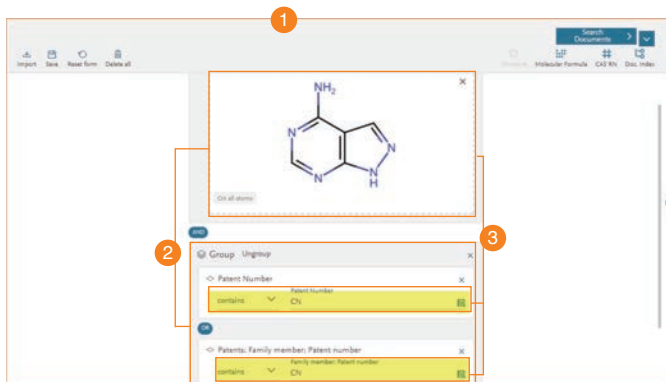 1
Search
Documents
Import Save Reset form Delete all
Structure Molecular Formula CAS RN Doc. Index
NH₂
N
N
N
N
H
On all atoms
2
3
AND
Group Ungroup
Patent Number
Patent Number
contains CN
OR
Patents; Family member; Patent number
Family member; Patent number
contains CN